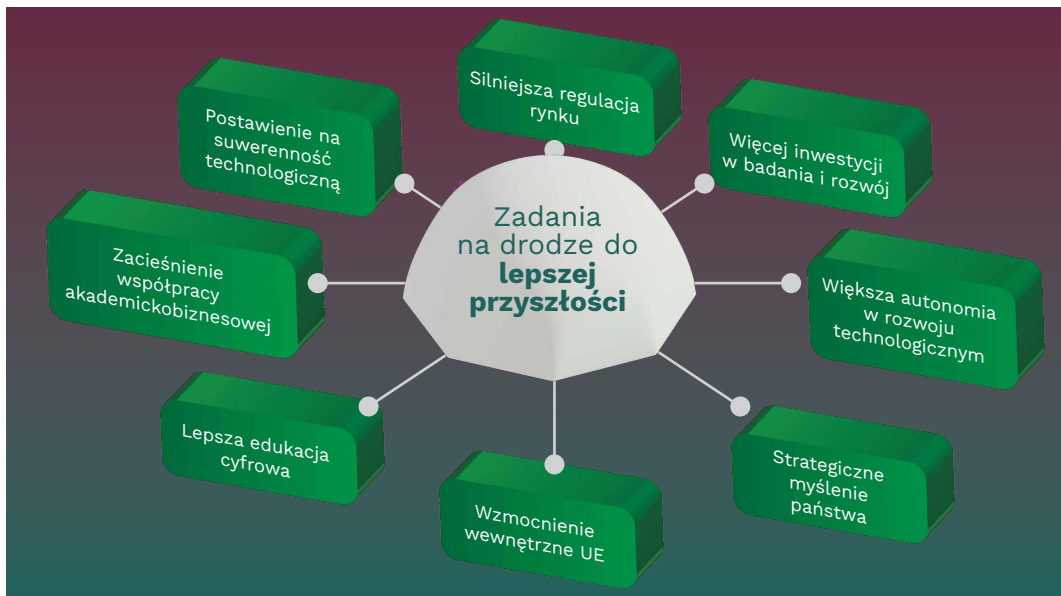 Silniejsza regulacja
rynku
Postawienie na
suwerenność
technologiczną
Więcej inwestycji
w badania i rozwój
Zadania
na drodze do
lepszej
przyszłości
Zacieśnienie
współpracy
akademickobiznesowej
Większa autonomia
w rozwoju
technologicznym
Lepsza edukacja
cyfrowa
Strategiczne
myślenie
państwa
Wzmocnienie
wewnętrzne UE